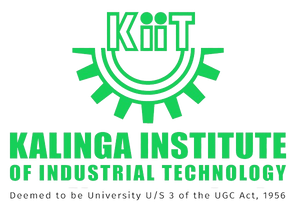 KiiT
KALINGA INSTITUTE
OF INDUSTRIAL TECHNOLOGY
Deemed to be University U/S 3 of the UGC Act, 1956